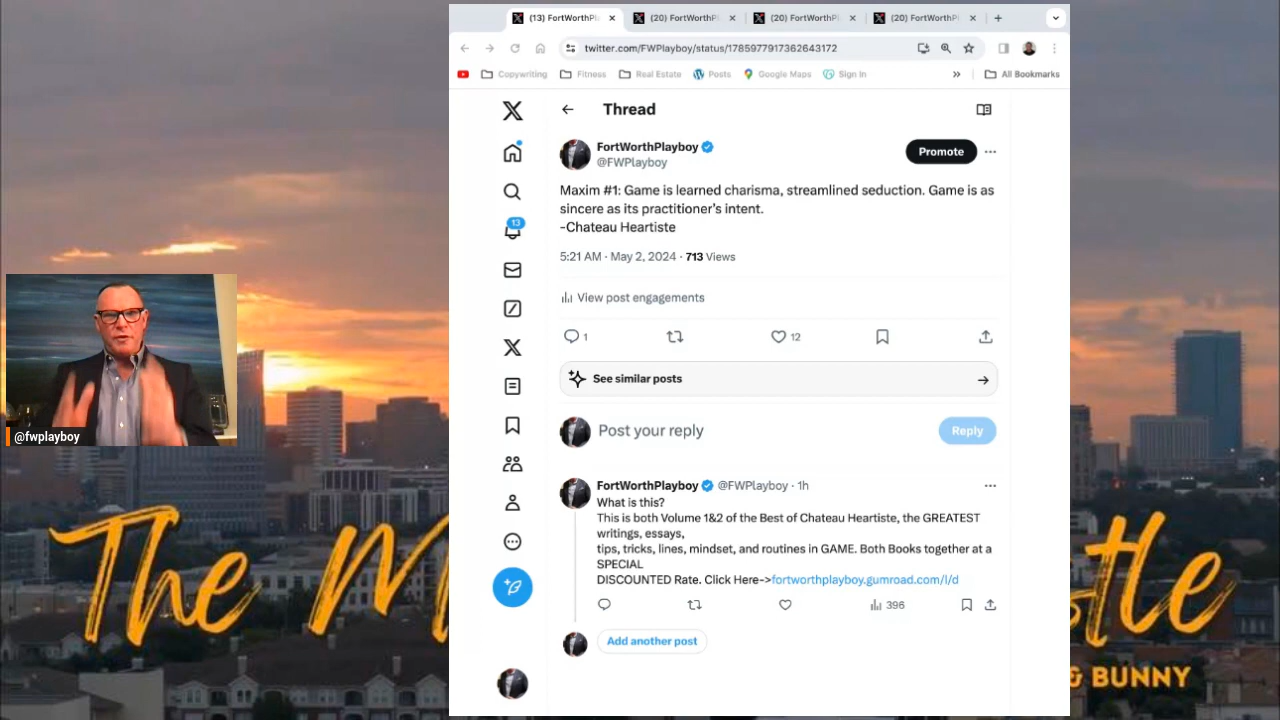 (13) FortWorthPl
(20) FortWorthPl
(20) FortWorthPl
(20) FortWorthPl
twitter.com/FWPlayboy/status/1785977917362643172
Copywriting
Fitness
Real Estate
Posts
Google Maps
Sign In
»
All Bookmarks
Thread
FortWorthPlayboy
@FWPlayboy
Promote
Maxim #1: Game is learned charisma, streamlined seduction. Game is as
sincere as its practitioner's intent.
-Chateau Heartiste
5:21 AM · May 2, 2024 · 713 Views
View post engagements
1
12
See similar posts
Post your reply
Reply
13
FortWorthPlayboy @FWPlayboy · 1h
What is this?
This is both Volume 1&2 of the Best of Chateau Heartiste, the GREATEST
writings, essays,
tips, tricks, lines, mindset, and routines in GAME. Both Books together at a
SPECIAL
DISCOUNTED Rate. Click Here->fortworthplayboy.gumroad.com/l/d
396
Add another post
@fwplayboy
The M
tle
& BUNNY